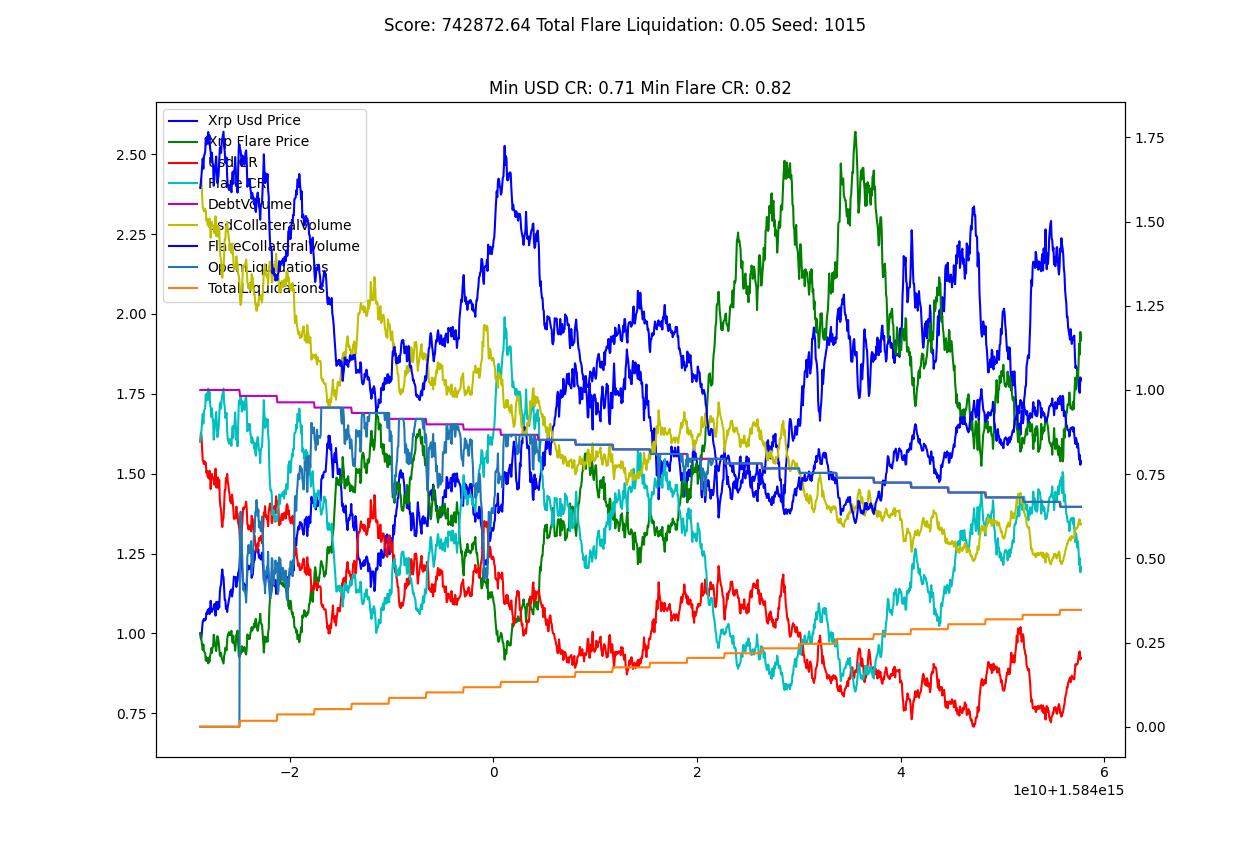 Score: 742872.64 Total Flare Liquidation: 0.05 Seed: 1015
Min USD CR: 0.71 Min Flare CR: 0.82
Xrp Usd Price
Xrp Flare Price
Usd CR
Flare CR
DebtVolume
UsdCollateralVolume
FlareCollateralVolume
OpenLiquidations
TotalLiquidations
2.50
2.25
2.00
1.75
1.50
1.25
1.00
0.75
1.75
1.50
1.25
1.00
0.75
0.50
0.25
0.00
−2
0
2
4
6
1e10+1.584e15